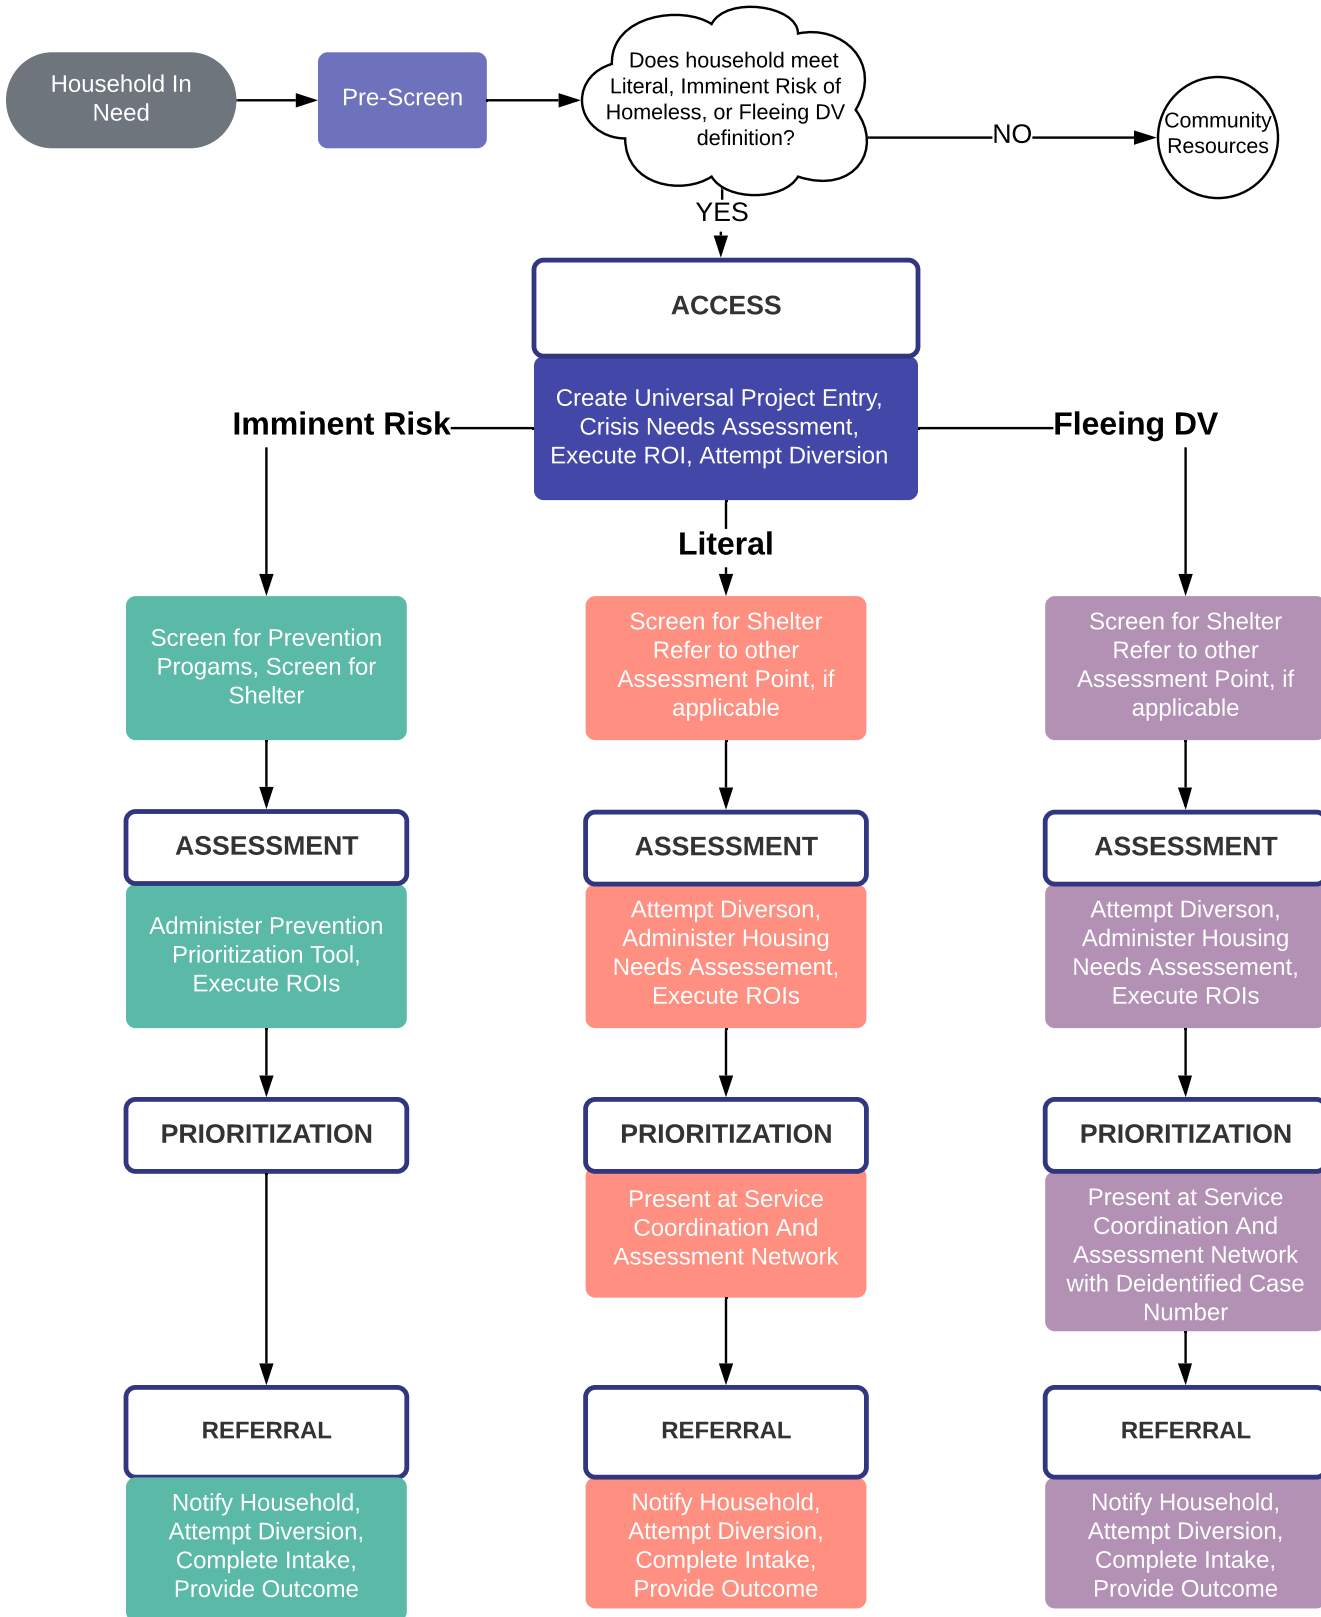 Household In
Need
Pre-Screen
Does household meet
Literal, Imminent Risk of
Homeless, or Fleeing DV
definition?
NO
Community
Resources
YES
ACCESS
Create Universal Project Entry,
Crisis Needs Assessment,
Execute ROI, Attempt Diversion
Imminent Risk
Literal
Fleeing DV
Screen for Prevention
Progams, Screen for
Shelter
ASSESSMENT
Administer Prevention
Prioritization Tool,
Execute ROIs
PRIORITIZATION
REFERRAL
Notify Household,
Attempt Diversion,
Complete Intake,
Provide Outcome
Screen for Shelter
Refer to other
Assessment Point, if
applicable
ASSESSMENT
Attempt Diverson,
Administer Housing
Needs Assessement,
Execute ROIs
PRIORITIZATION
Present at Service
Coordination And
Assessment Network
REFERRAL
Notify Household,
Attempt Diversion,
Complete Intake,
Provide Outcome
Screen for Shelter
Refer to other
Assessment Point, if
applicable
ASSESSMENT
Attempt Diverson,
Administer Housing
Needs Assessement,
Execute ROIs
PRIORITIZATION
Present at Service
Coordination And
Assessment Network
with Deidentified Case
Number
REFERRAL
Notify Household,
Attempt Diversion,
Complete Intake,
Provide Outcome